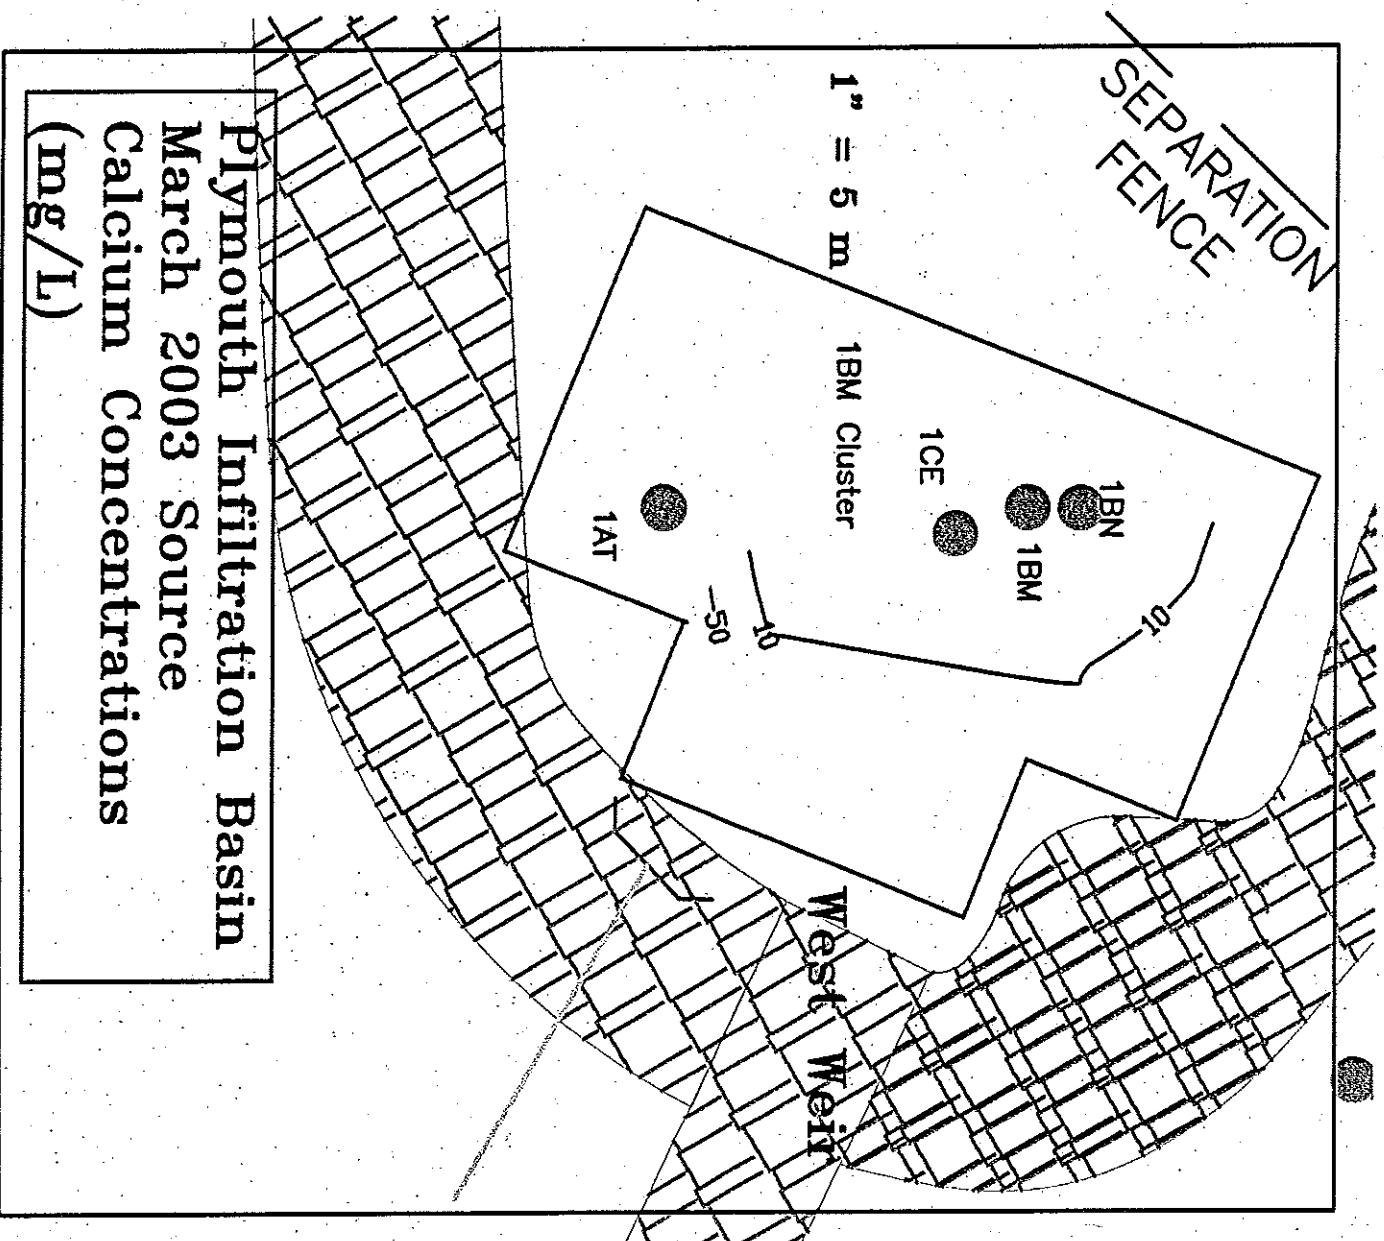 SEPARATION
FENCE
1" = 5 m
1BN
1BM
1CE
1BM Cluster
10
10
50
1AT
West Weir
Plymouth Infiltration Basin
March 2003 Source
Calcium Concentrations
(mg/L)